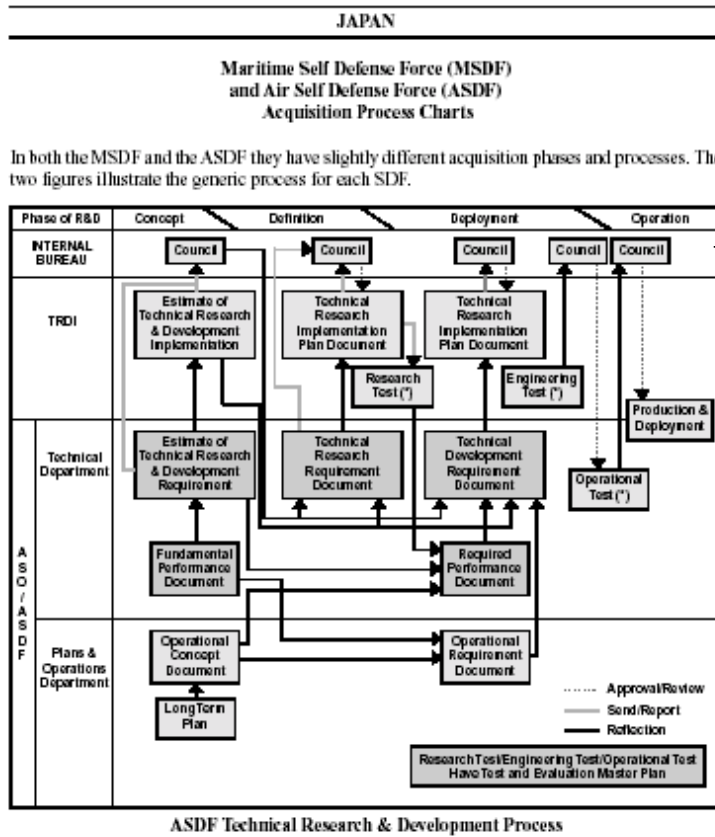 JAPAN
Maritime Self Defense Force (MSDF)
and Air Self Defense Force (ASDF)
Acquisition Process Charts
In both the MSDF and the ASDF they have slightly different acquisition phases and processes. The
two figures illustrate the generic process for each SDF.
Phase of R&D Concept Definition Deployment Operation
INTERNAL
BUREAU
Council
Council
Council
Council
Council
TRDI
Estimate of
Technical Research
& Development
Implementation
Technical
Research
Implementation
Plan Document
Technical
Research
Implementation
Plan Document
Research
Test (*)
Engineering
Test (*)
Production &
Deployment
Technical
Department
Estimate of
Technical Research
& Development
Requirement
Technical
Research
Requirement
Document
Technical
Development
Requirement
Document
Operational
Test (*)
A
S
O
/
A
S
D
F
Fundamental
Performance
Document
Required
Performance
Document
Plans &
Operations
Department
Operational
Concept
Document
Operational
Requirement
Document
Long Term
Plan
Approval/Review
Send/Report
Reflection
Research Test/Engineering Test/Operational Test
Have Test and Evaluation Master Plan
ASDF Technical Research & Development Process